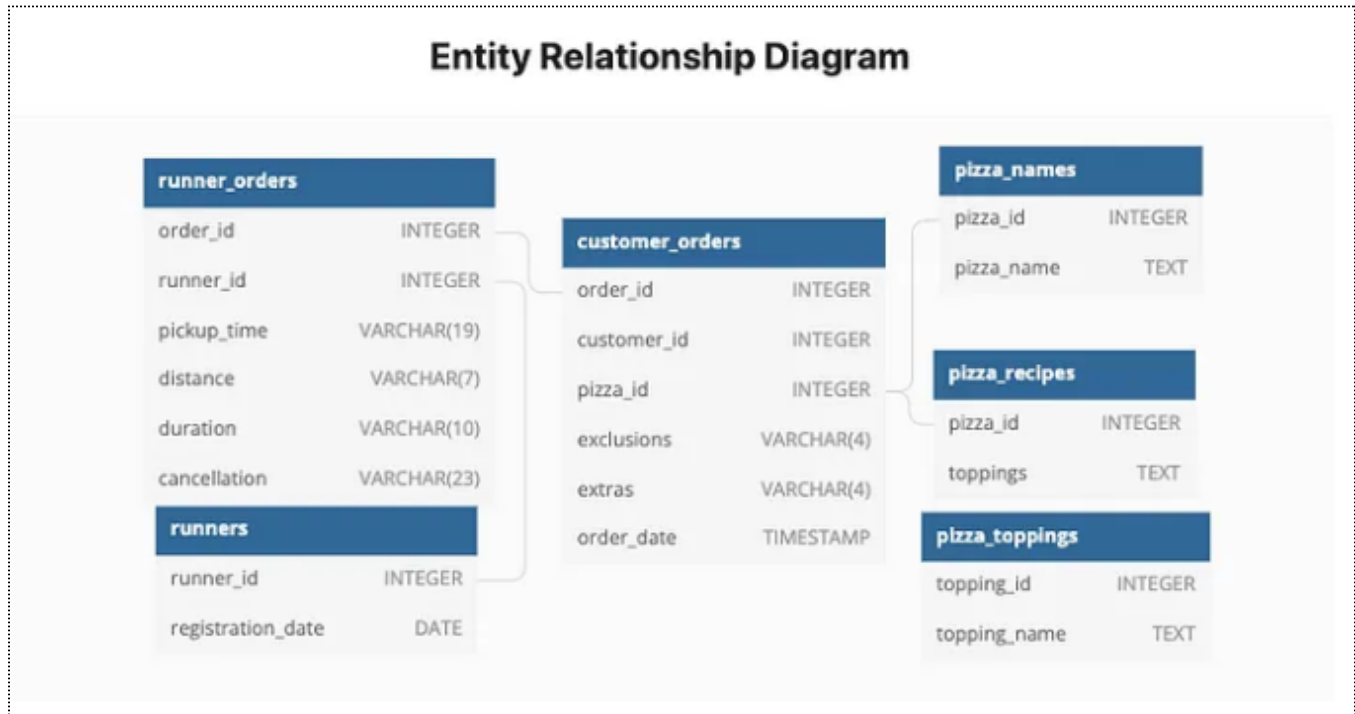 Entity Relationship Diagram
runner_orders
order_id INTEGER
runner_id INTEGER
pickup_time VARCHAR(19)
distance VARCHAR(7)
duration VARCHAR(10)
cancellation VARCHAR(23)
runners
runner_id INTEGER
registration_date DATE
customer_orders
order_id INTEGER
customer_id INTEGER
pizza_id INTEGER
exclusions VARCHAR(4)
extras VARCHAR(4)
order_date TIMESTAMP
pizza_names
pizza_id INTEGER
pizza_name TEXT
pizza_recipes
pizza_id INTEGER
toppings TEXT
pizza_toppings
topping_id INTEGER
topping_name TEXT